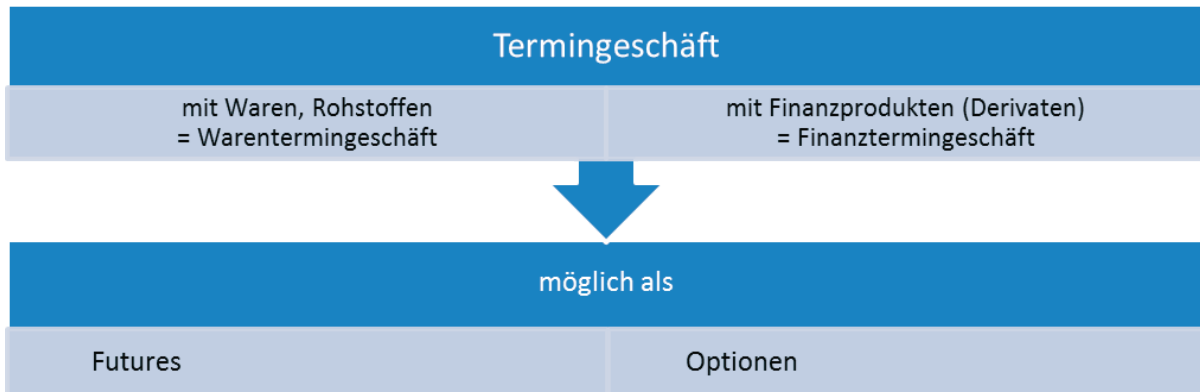 Termingeschäft
mit Waren, Rohstoffen
= Warentermingeschäft
mit Finanzprodukten (Derivaten)
= Finanztermingeschäft
möglich als
Futures
Optionen